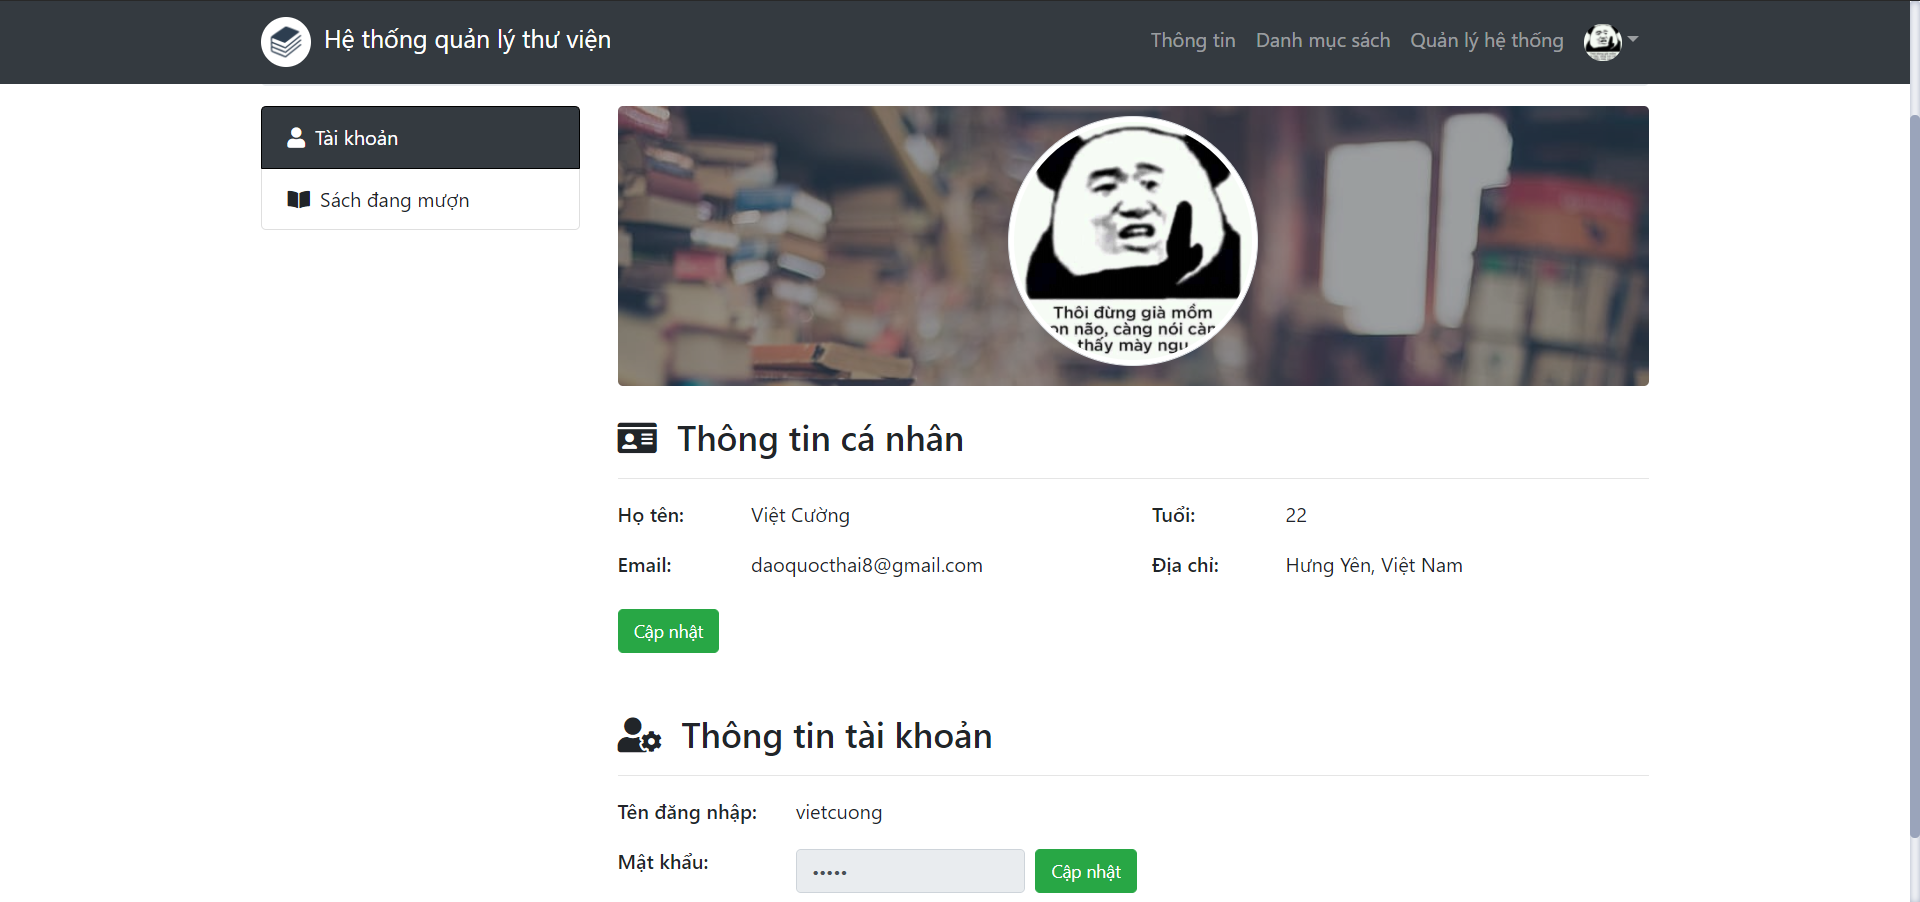 Hệ thống quản lý thư viện
Thông tin
Danh mục sách
Quản lý hệ thống
Tài khoản
Sách đang mượn
Thôi đừng già mồm
on não, càng nói càn
thấy mày ngu
Thông tin cá nhân
Họ tên: Việt Cường
Tuổi: 22
Email: daoquocthai8@gmail.com
Địa chỉ: Hưng Yên, Việt Nam
Cập nhật
Thông tin tài khoản
Tên đăng nhập: vietcuong
Mật khẩu: •••••
Cập nhật